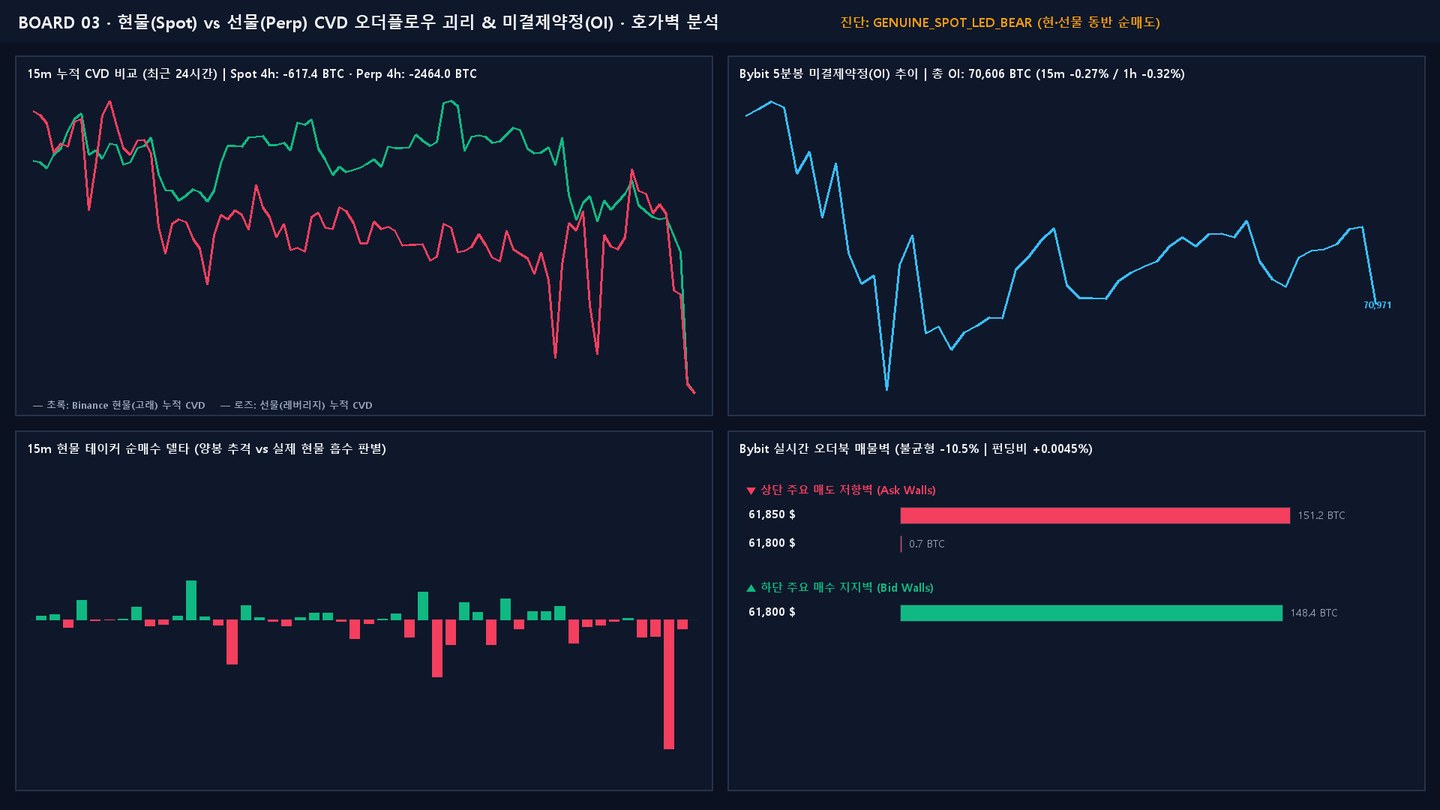 BOARD 03 · 현물(Spot) vs 선물(Perp) CVD 오더플로우 괴리 & 미결제약정(OI) · 호가벽 분석
진단: GENUINE_SPOT_LED_BEAR (현·선물 동반 순매도)
15m 누적 CVD 비교 (최근 24시간) | Spot 4h: -617.4 BTC · Perp 4h: -2464.0 BTC
— 초록: Binance 현물(고래) 누적 CVD — 로즈: 선물(레버리지) 누적 CVD
Bybit 5분봉 미결제약정(OI) 추이 | 총 OI: 70,606 BTC (15m -0.27% / 1h -0.32%)
70,971
15m 현물 테이커 순매수 델타 (양봉 추격 vs 실제 현물 흡수 판별)
Bybit 실시간 오더북 매물벽 (불균형 -10.5% | 펀딩비 +0.0045%)
▼ 상단 주요 매도 저항벽 (Ask Walls)
61,850 $ 151.2 BTC
61,800 $ 0.7 BTC
▲ 하단 주요 매수 지지벽 (Bid Walls)
61,800 $ 148.4 BTC